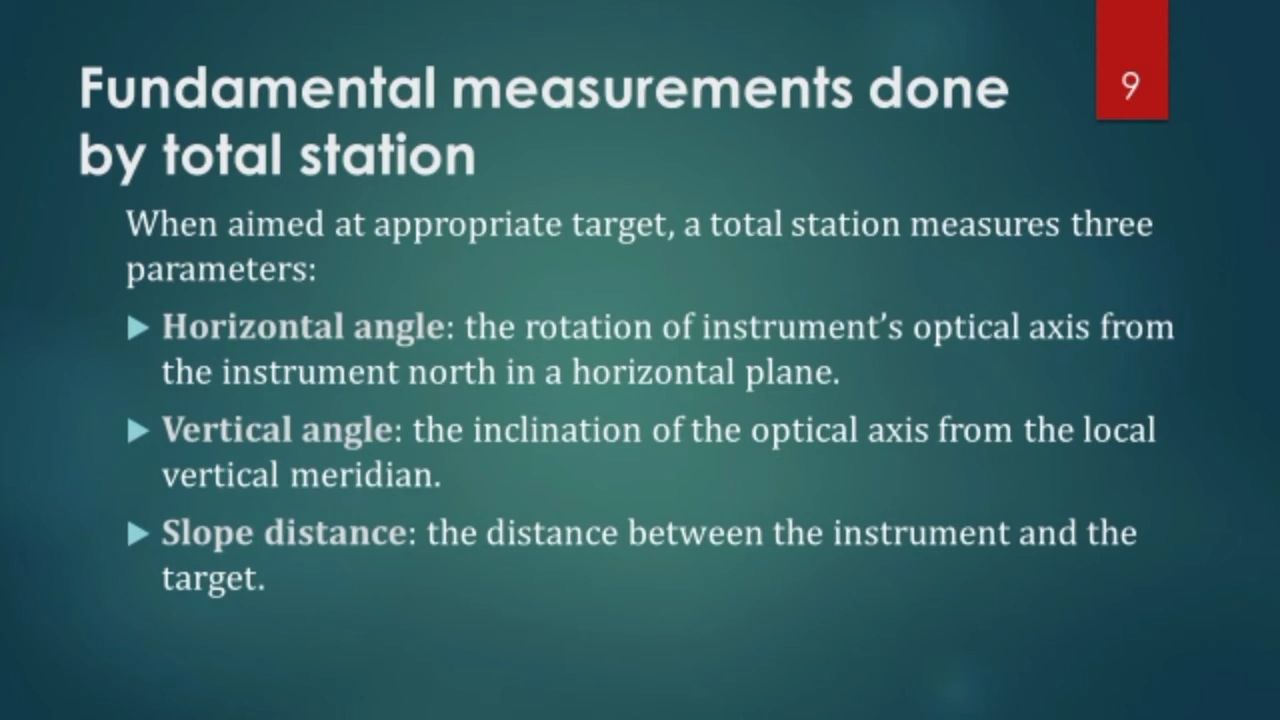 Fundamental measurements done
by total station
9
When aimed at appropriate target, a total station measures three
parameters:
Horizontal angle: the rotation of instrument’s optical axis from
the instrument north in a horizontal plane.
Vertical angle: the inclination of the optical axis from the local
vertical meridian.
Slope distance: the distance between the instrument and the
target.